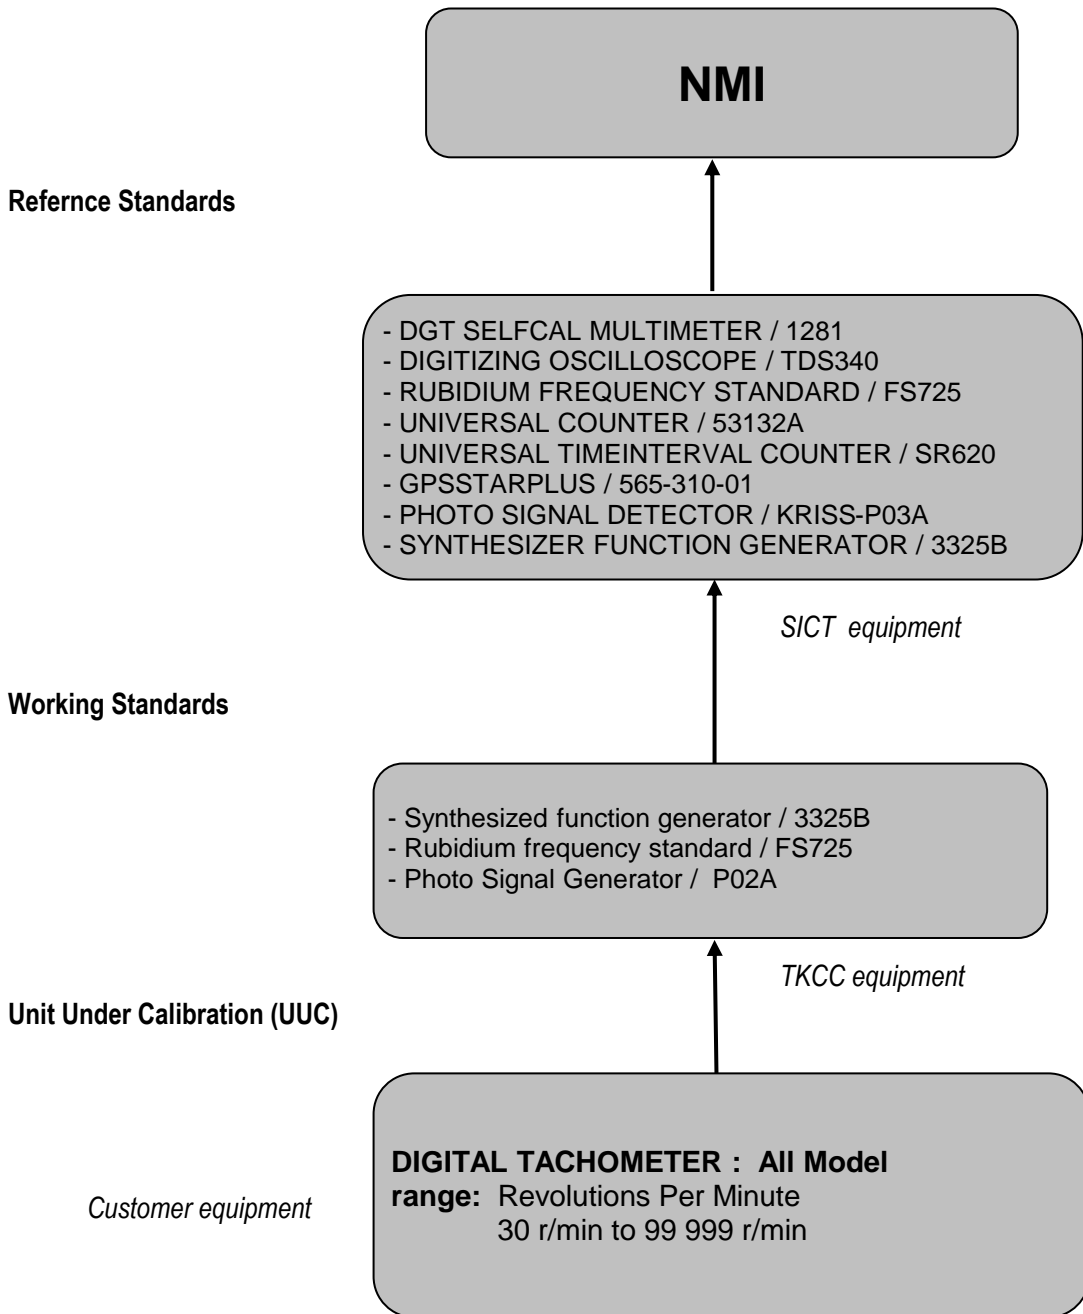 NMI
Refernce Standards
- DGT SELFCAL MULTIMETER / 1281
- DIGITIZING OSCILLOSCOPE / TDS340
- RUBIDIUM FREQUENCY STANDARD / FS725
- UNIVERSAL COUNTER / 53132A
- UNIVERSAL TIMEINTERVAL COUNTER / SR620
- GPSSTARPLUS / 565-310-01
- PHOTO SIGNAL DETECTOR / KRISS-P03A
- SYNTHESIZER FUNCTION GENERATOR / 3325B
SICT equipment
Working Standards
- Synthesized function generator / 3325B
- Rubidium frequency standard / FS725
- Photo Signal Generator / P02A
TKCC equipment
Unit Under Calibration (UUC)
DIGITAL TACHOMETER : All Model
range: Revolutions Per Minute
30 r/min to 99 999 r/min
Customer equipment